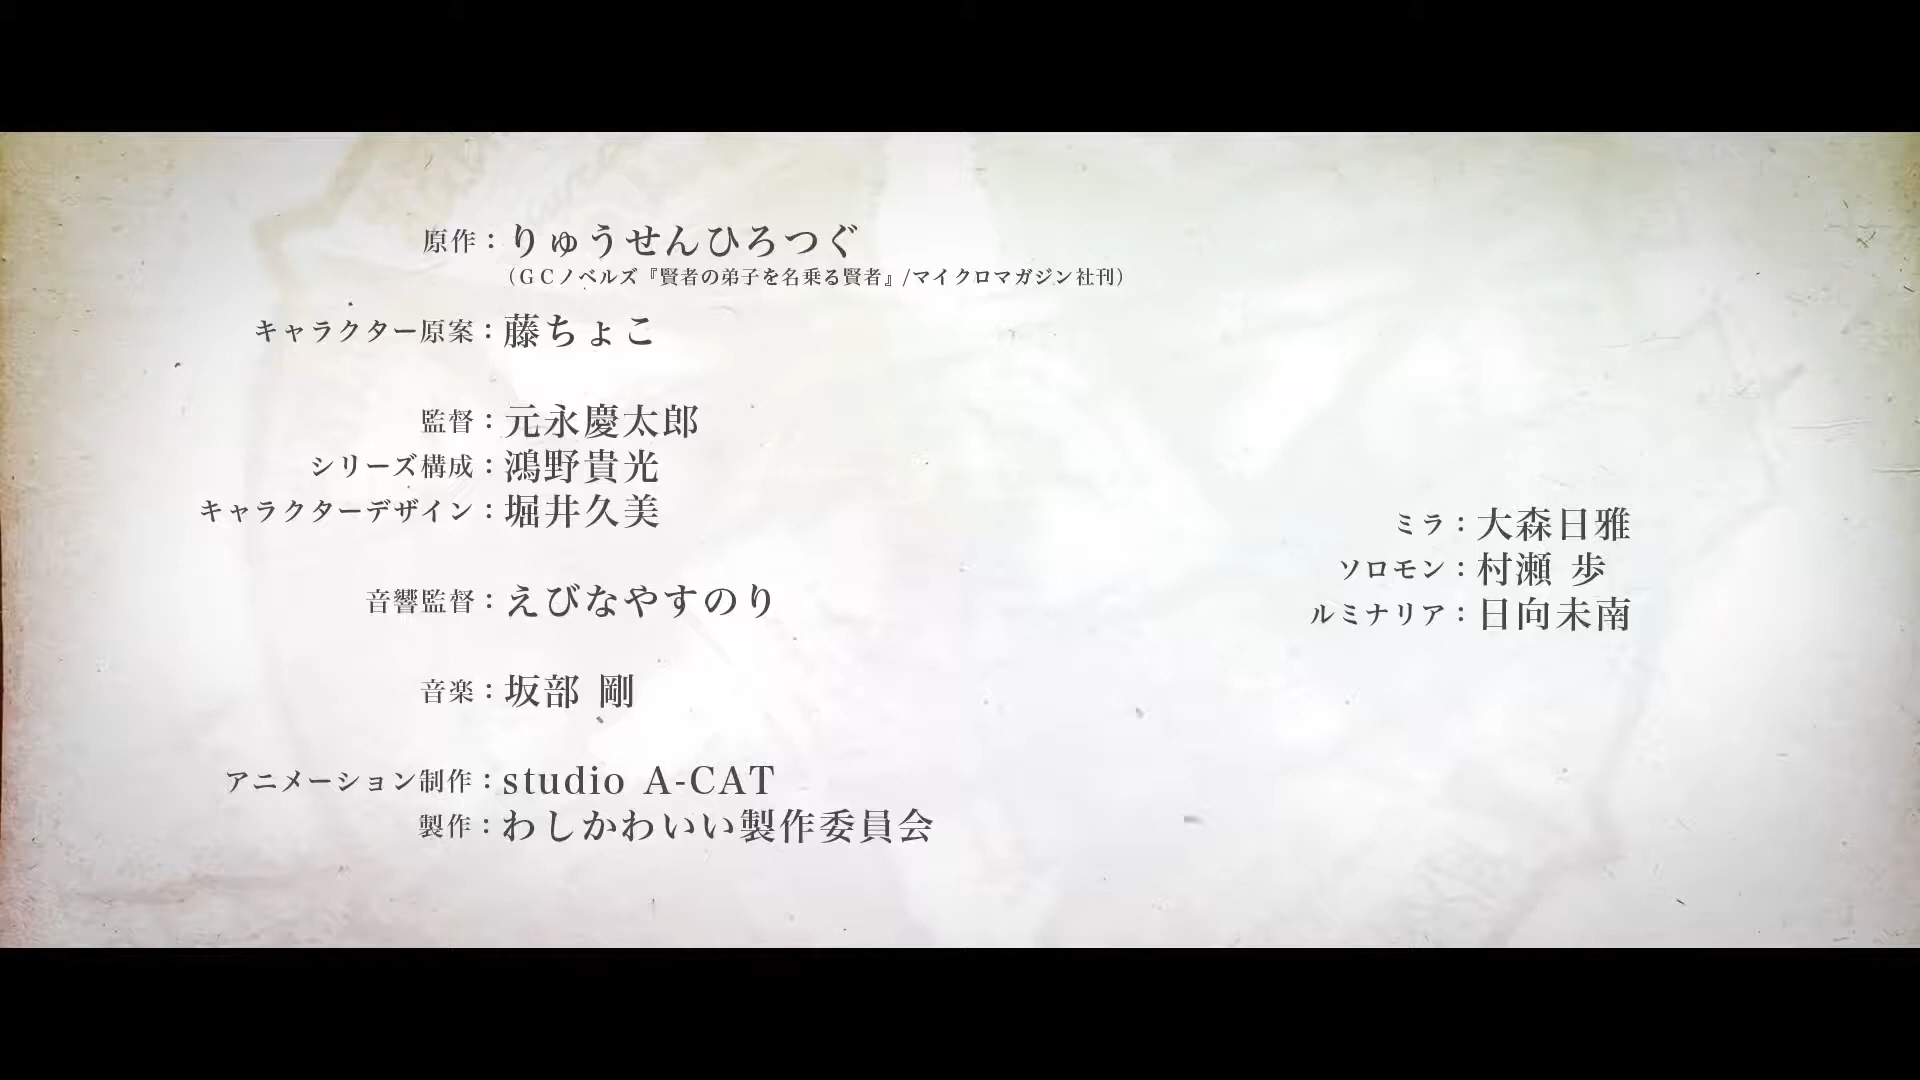 原作：りゅうせんひろつぐ
（ＧＣノベルズ『賢者の弟子を名乗る賢者』/マイクロマガジン社刊）
キャラクター原案：藤ちょこ
監督：元永慶太郎
シリーズ構成：鴻野貴光
キャラクターデザイン：堀井久美
音響監督：えびなやすのり
音楽：坂部 剛
アニメーション制作：studio A-CAT
製作：わしかわいい製作委員会
ミラ：大森日雅
ソロモン：村瀬 歩
ルミナリア：日向未南